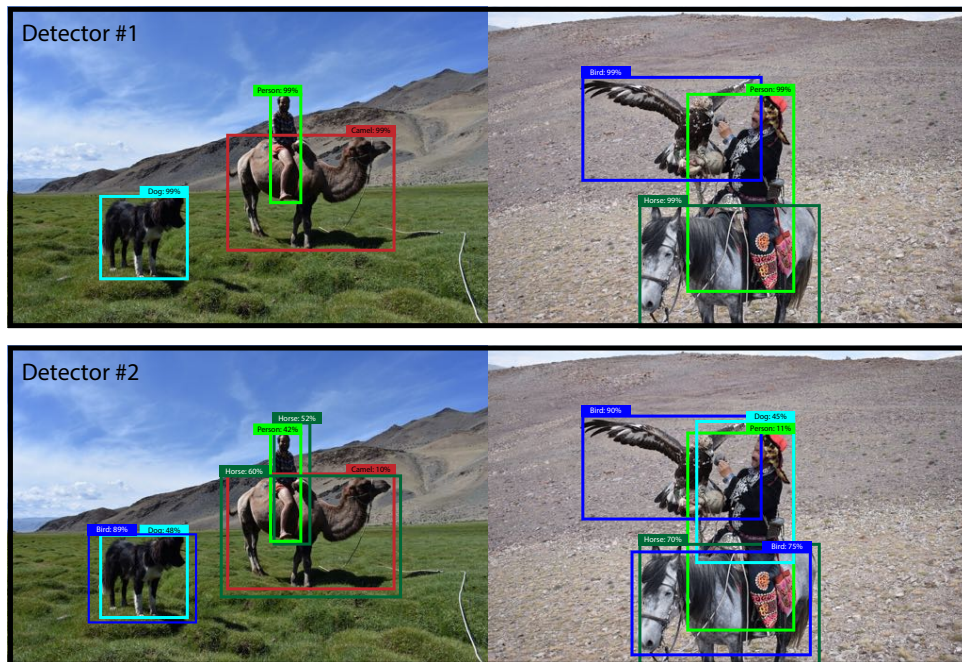 Detector #1
Person: 99%
Camel: 99%
Dog: 99%
Bird: 99%
Person: 99%
Horse: 99%
Detector #2
Horse: 52%
Person: 42%
Horse: 60%
Camel: 10%
Bird: 89%
Dog: 48%
Bird: 90%
Dog: 45%
Person: 11%
Horse: 70%
Bird: 75%